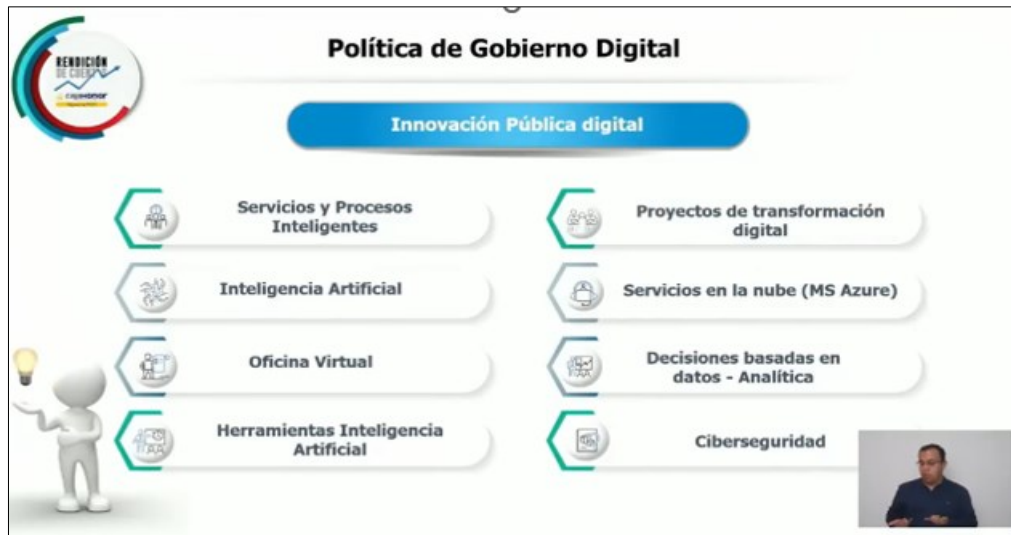 Política de Gobierno Digital
RENDICIÓN
DE CUENTAS
cajahonor
Innovación Pública digital
Servicios y Procesos
Inteligentes
Inteligencia Artificial
Oficina Virtual
Herramientas Inteligencia
Artificial
Proyectos de transformación
digital
Servicios en la nube (MS Azure)
Decisiones basadas en
datos - Analítica
Ciberseguridad